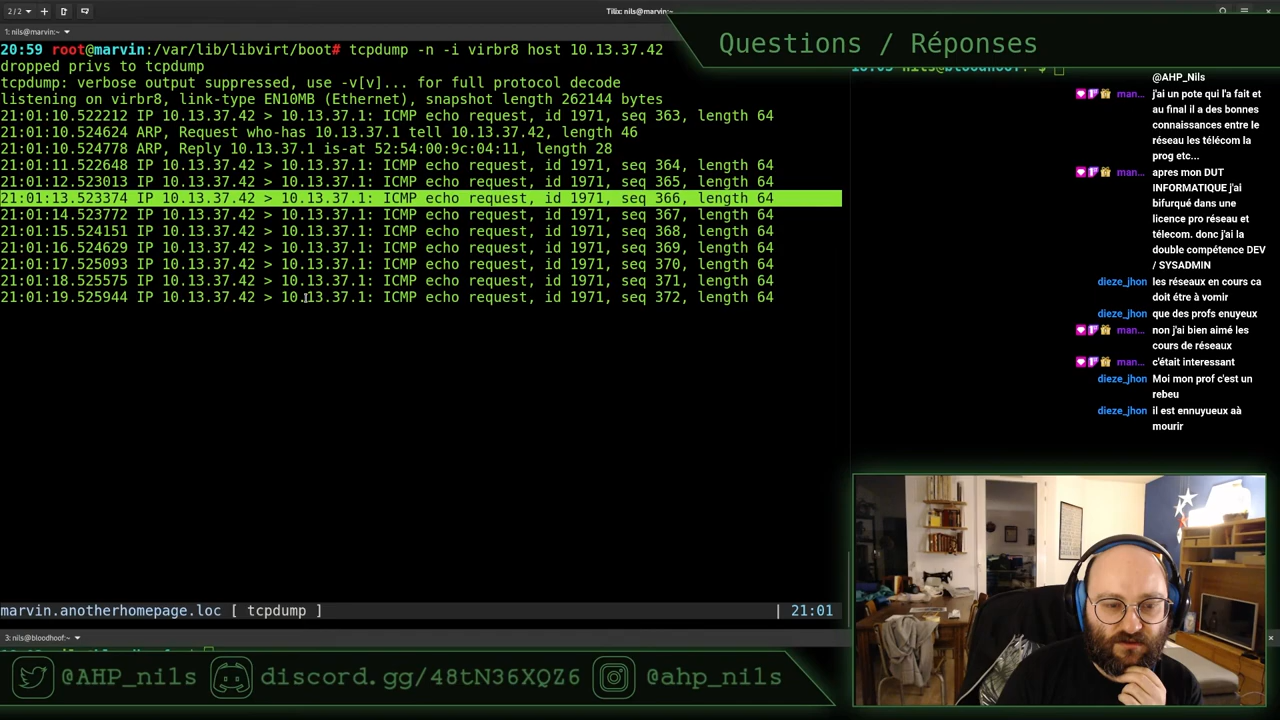 2 / 2
Tilix: nils@marvin:~
1: nils@marvin:~
20:59 root@marvin:/var/lib/libvirt/boot# tcpdump -n -i virbr8 host 10.13.37.42
dropped privs to tcpdump
tcpdump: verbose output suppressed, use -v[v]... for full protocol decode
listening on virbr8, link-type EN10MB (Ethernet), snapshot length 262144 bytes
21:01:10.522212 IP 10.13.37.42 > 10.13.37.1: ICMP echo request, id 1971, seq 363, length 64
21:01:10.524624 ARP, Request who-has 10.13.37.1 tell 10.13.37.42, length 46
21:01:10.524778 ARP, Reply 10.13.37.1 is-at 52:54:00:9c:04:11, length 28
21:01:11.522648 IP 10.13.37.42 > 10.13.37.1: ICMP echo request, id 1971, seq 364, length 64
21:01:12.523013 IP 10.13.37.42 > 10.13.37.1: ICMP echo request, id 1971, seq 365, length 64
21:01:13.523374 IP 10.13.37.42 > 10.13.37.1: ICMP echo request, id 1971, seq 366, length 64
21:01:14.523772 IP 10.13.37.42 > 10.13.37.1: ICMP echo request, id 1971, seq 367, length 64
21:01:15.524151 IP 10.13.37.42 > 10.13.37.1: ICMP echo request, id 1971, seq 368, length 64
21:01:16.524629 IP 10.13.37.42 > 10.13.37.1: ICMP echo request, id 1971, seq 369, length 64
21:01:17.525093 IP 10.13.37.42 > 10.13.37.1: ICMP echo request, id 1971, seq 370, length 64
21:01:18.525575 IP 10.13.37.42 > 10.13.37.1: ICMP echo request, id 1971, seq 371, length 64
21:01:19.525944 IP 10.13.37.42 > 10.13.37.1: ICMP echo request, id 1971, seq 372, length 64
marvin.anotherhomepage.loc [ tcpdump ] | 21:01
3: nils@bloodhoof:~
Questions / Réponses
@AHP_Nils
man... j'ai un pote qui l'a fait et
au final il a des bonnes
connaissances entre le
réseau les télécom la
prog etc...
man... apres mon DUT
INFORMATIQUE j'ai
bifurqué dans une
licence pro réseau et
télecom. donc j'ai la
double compétence DEV
/ SYSADMIN
dieze_jhon les réseaux en cours ca
doit étre à vomir
dieze_jhon que des profs enuyeux
man... non j'ai bien aimé les
cours de réseaux
man... c'était interessant
dieze_jhon Moi mon prof c'est un
rebeu
dieze_jhon il est ennuyueux aà
mourir
@AHP_nils discord.gg/48tN36XQZ6 @ahp_nils